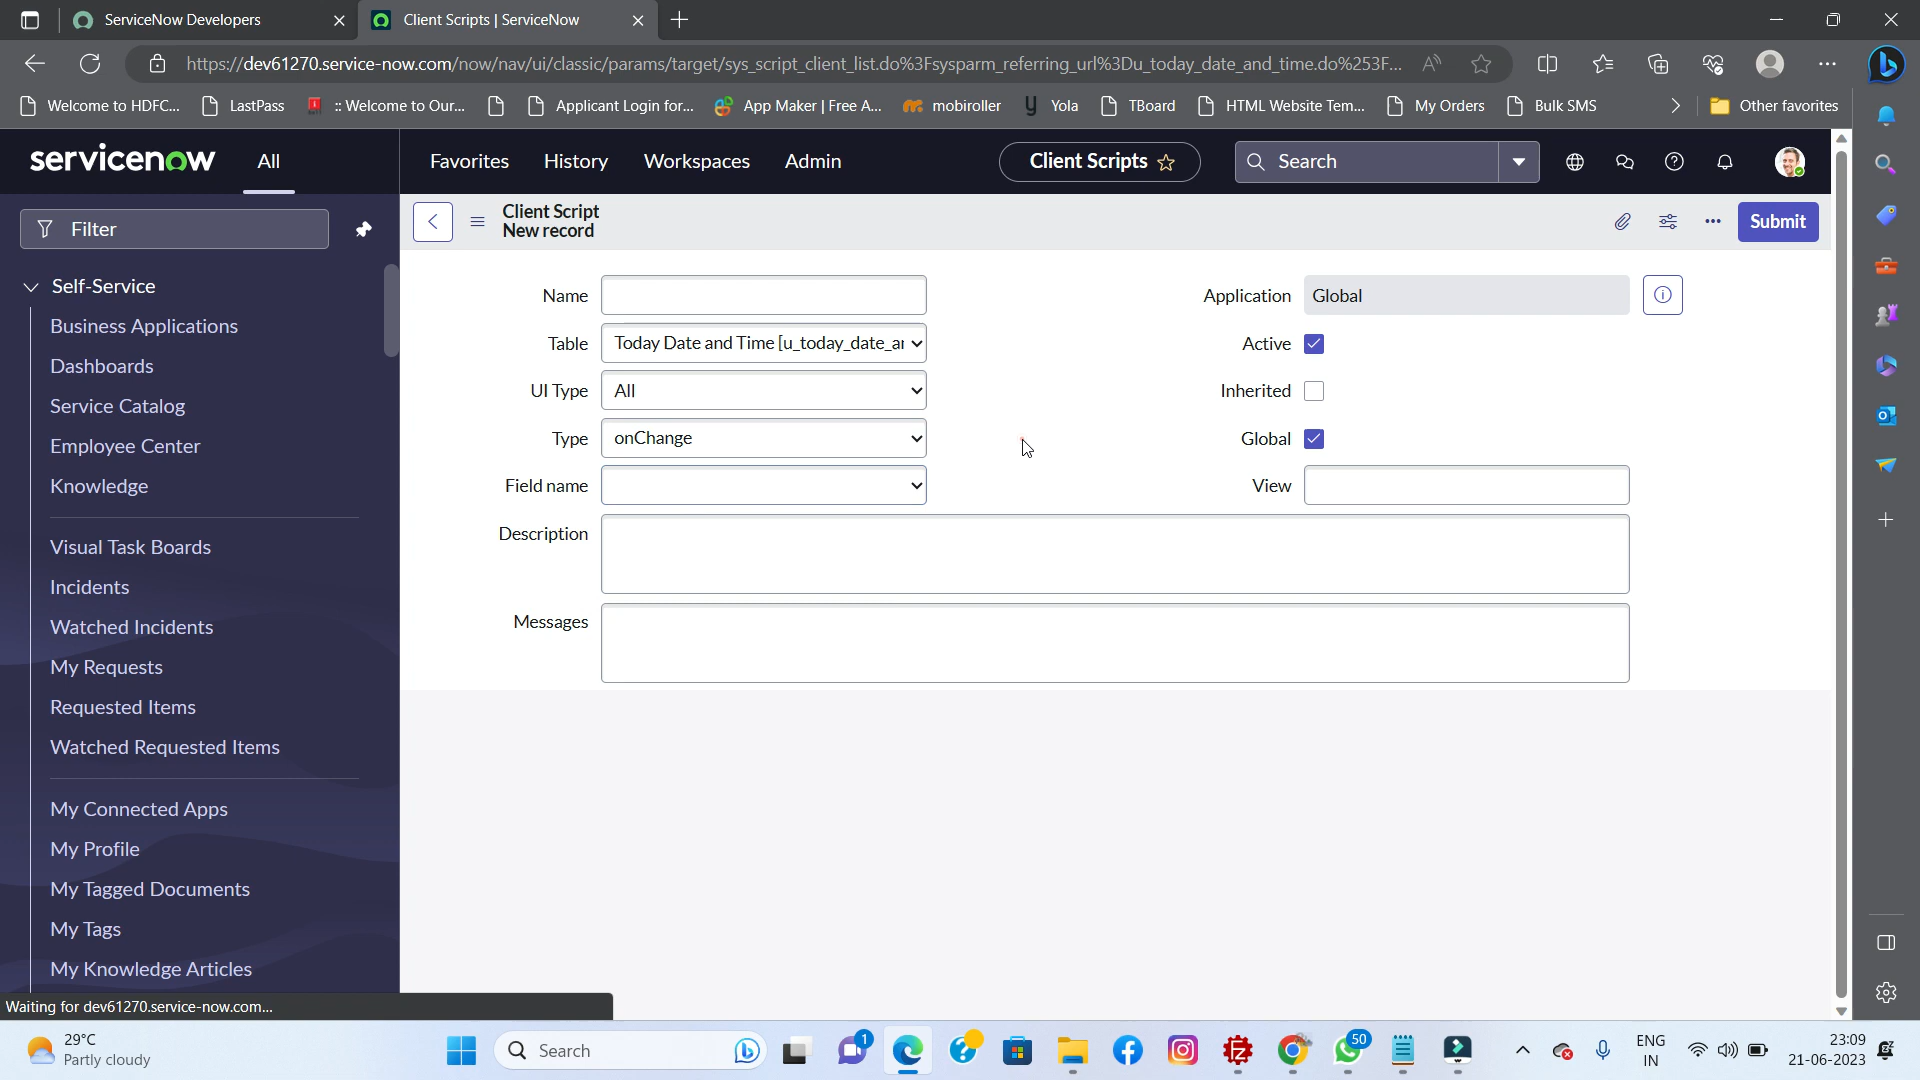 ServiceNow Developers
Client Scripts | ServiceNow
https://dev61270.service-now.com/now/nav/ui/classic/params/target/sys_script_client_list.do%3Fsysparm_referring_url%3Du_today_date_and_time.do%253F...
Welcome to HDFC...
LastPass
:: Welcome to Our...
Applicant Login for...
App Maker | Free A...
mobiroller
Yola
TBoard
HTML Website Tem...
My Orders
Bulk SMS
Other favorites
servicenow
All
Favorites
History
Workspaces
Admin
Client Scripts
Search
Filter
Client Script
New record
Submit
Self-Service
Business Applications
Dashboards
Service Catalog
Employee Center
Knowledge
Visual Task Boards
Incidents
Watched Incidents
My Requests
Requested Items
Watched Requested Items
My Connected Apps
My Profile
My Tagged Documents
My Tags
My Knowledge Articles
Name
Table Today Date and Time [u_today_date_ar
UI Type All
Type onChange
Field name
Description
Messages
Application Global
Active
Inherited
Global
View
Waiting for dev61270.service-now.com...
29°C
Partly cloudy
Search
1
50
ENG
IN
23:09
21-06-2023